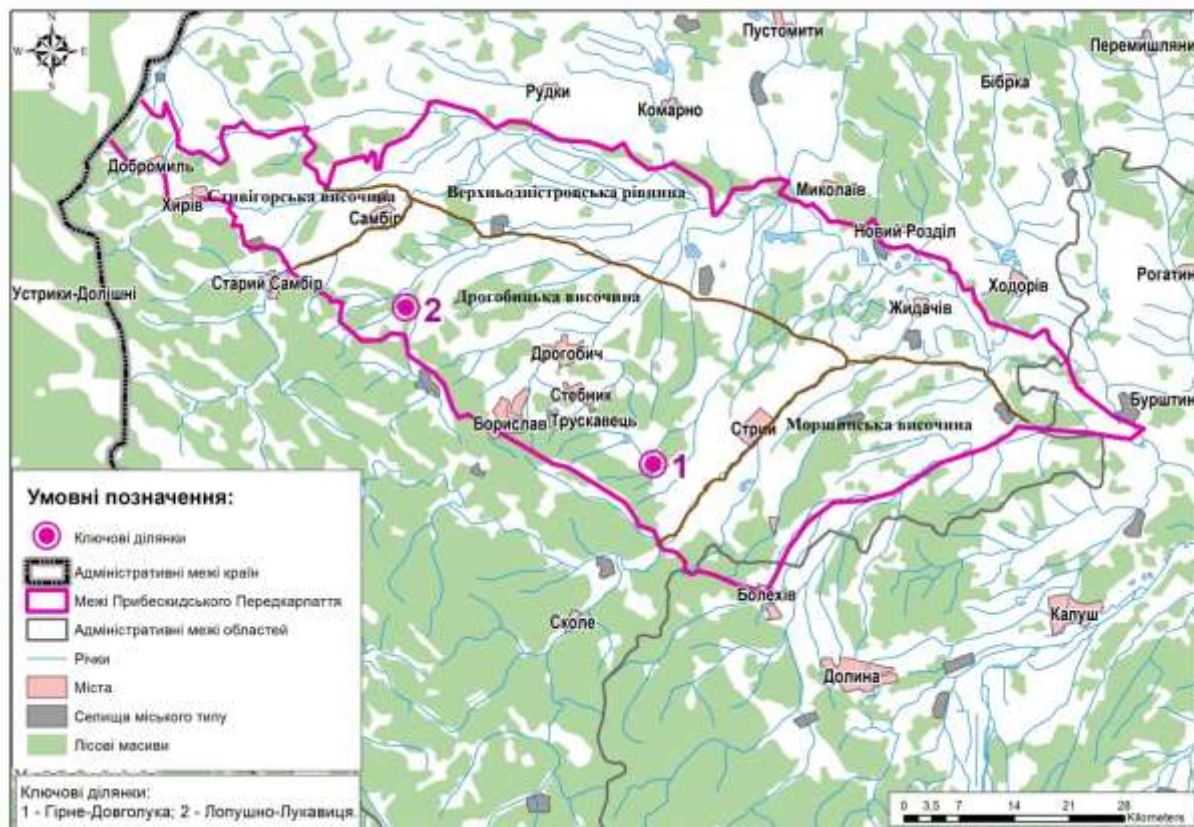 N
W E
S
Пустомити
Перемишляни
Бібрка
Рудки
Комарно
Добромиль
Хирів
Стивігорська височина
Самбір
Верхньодністровська рівнина
Миколаїв
Новий Розділ
Рогатин
Ходорів
Старий Самбір
Устрики-Долішні
2
Дрогобицька височина
Жидачів
Дрогобич
Стебник
Бурштин
Борислав
Трускавець
Стрий
Моршинська височина
1
Болехів
Сколе
Калуш
Долина
Умовні позначення:
Ключові ділянки
Адміністративні межі країн
Межі Прибескидського Передкарпаття
Адміністративні межі областей
Річки
Міста
Селища міського типу
Лісові масиви
Ключові ділянки:
1 - Гірне-Довголука; 2 - Лопушно-Лукавиця.
0 3,5 7 14 21 28
Kilometers